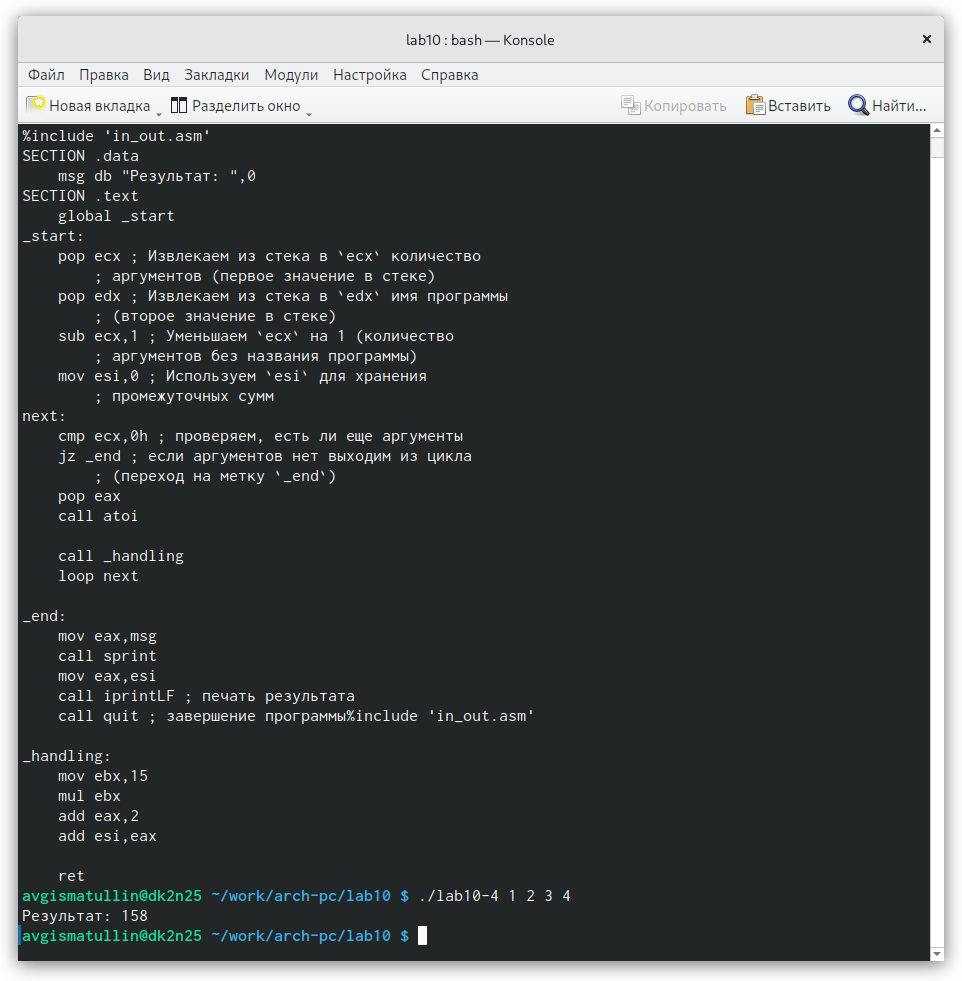 lab10 : bash — Konsole
Файл Правка Вид Закладки Модули Настройка Справка
Новая вкладка Разделить окно Копировать Вставить Найти...
%include 'in_out.asm'
SECTION .data
    msg db "Результат: ",0
SECTION .text
    global _start
_start:
    pop ecx ; Извлекаем из стека в `ecx` количество
        ; аргументов (первое значение в стеке)
    pop edx ; Извлекаем из стека в `edx` имя программы
        ; (второе значение в стеке)
    sub ecx,1 ; Уменьшаем `ecx` на 1 (количество
        ; аргументов без названия программы)
    mov esi,0 ; Используем `esi` для хранения
        ; промежуточных сумм
next:
    cmp ecx,0h ; проверяем, есть ли еще аргументы
    jz _end ; если аргументов нет выходим из цикла
        ; (переход на метку `_end`)
    pop eax
    call atoi

    call _handling
    loop next

_end:
    mov eax,msg
    call sprint
    mov eax,esi
    call iprintLF ; печать результата
    call quit ; завершение программы%include 'in_out.asm'

_handling:
    mov ebx,15
    mul ebx
    add eax,2
    add esi,eax

    ret
avgismatullin@dk2n25 ~/work/arch-pc/lab10 $ ./lab10-4 1 2 3 4
Результат: 158
avgismatullin@dk2n25 ~/work/arch-pc/lab10 $